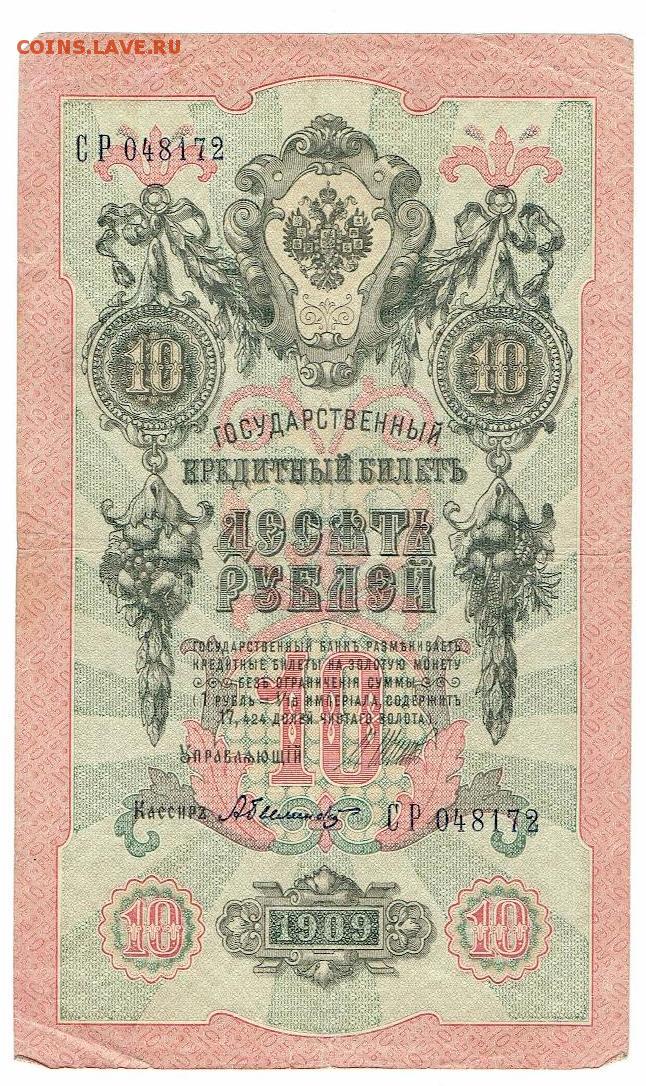 COINS.LAVE.RU
СР 048172
10 10
ГОСУДАРСТВЕННЫЙ
КРЕДИТНЫЙ БИЛЕТЪ
ДЕСЯТЬ
РУБЛЕЙ
ГОСУДАРСТВЕННЫЙ БАНКЪ РАЗМѢНИВАЕТЪ
КРЕДИТНЫЕ БИЛЕТЫ НА ЗОЛОТУЮ МОНЕТУ
БЕЗЪ ОГРАНИЧЕНІЯ СУММЫ
(1 РУБЛЬ = 1/15 ИМПЕРІАЛА, СОДЕРЖИТЪ
17,424 ДОЛЕЙ ЧИСТАГО ЗОЛОТА).
10
УПРАВЛЯЮЩІЙ
Кассиръ
СР 048172
10 1909 10